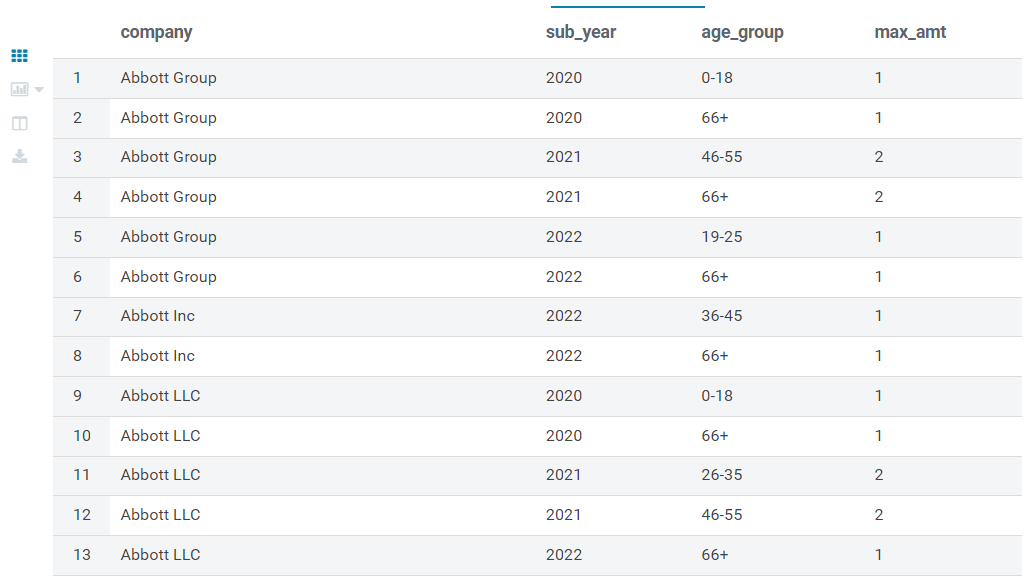 company sub_year age_group max_amt
1 Abbott Group 2020 0-18 1
2 Abbott Group 2020 66+ 1
3 Abbott Group 2021 46-55 2
4 Abbott Group 2021 66+ 2
5 Abbott Group 2022 19-25 1
6 Abbott Group 2022 66+ 1
7 Abbott Inc 2022 36-45 1
8 Abbott Inc 2022 66+ 1
9 Abbott LLC 2020 0-18 1
10 Abbott LLC 2020 66+ 1
11 Abbott LLC 2021 26-35 2
12 Abbott LLC 2021 46-55 2
13 Abbott LLC 2022 66+ 1